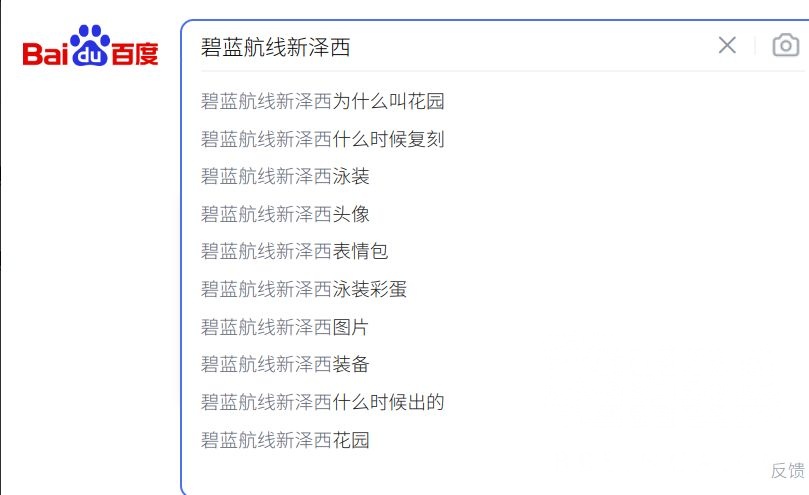 Bai du 百度
碧蓝航线新泽西
碧蓝航线新泽西为什么叫花园
碧蓝航线新泽西什么时候复刻
碧蓝航线新泽西泳装
碧蓝航线新泽西头像
碧蓝航线新泽西表情包
碧蓝航线新泽西泳装彩蛋
碧蓝航线新泽西图片
碧蓝航线新泽西装备
碧蓝航线新泽西什么时候出的
碧蓝航线新泽西花园
反馈